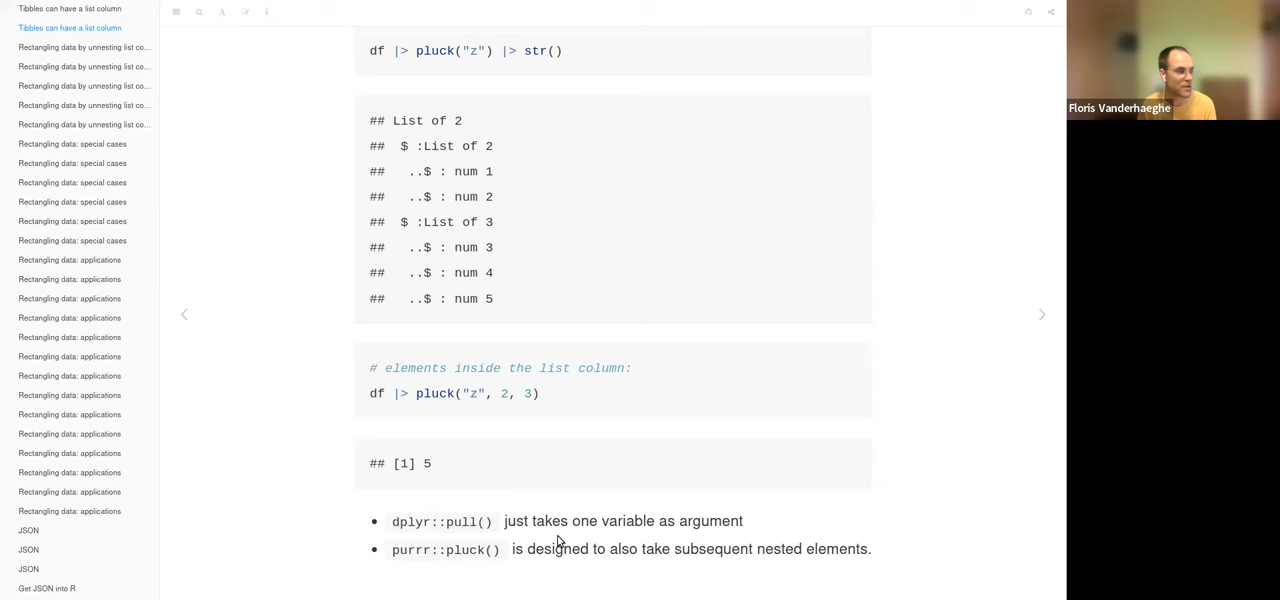 Tibbles can have a list column
Tibbles can have a list column
Rectangling data by unnesting list co...
Rectangling data by unnesting list co...
Rectangling data by unnesting list co...
Rectangling data by unnesting list co...
Rectangling data by unnesting list co...
Rectangling data: special cases
Rectangling data: special cases
Rectangling data: special cases
Rectangling data: special cases
Rectangling data: special cases
Rectangling data: special cases
Rectangling data: applications
Rectangling data: applications
Rectangling data: applications
Rectangling data: applications
Rectangling data: applications
Rectangling data: applications
Rectangling data: applications
Rectangling data: applications
Rectangling data: applications
Rectangling data: applications
Rectangling data: applications
Rectangling data: applications
Rectangling data: applications
Rectangling data: applications
JSON
JSON
JSON
Get JSON into R
df |> pluck("z") |> str()
## List of 2
##  $ :List of 2
##   ..$ : num 1
##   ..$ : num 2
##  $ :List of 3
##   ..$ : num 3
##   ..$ : num 4
##   ..$ : num 5
# elements inside the list column:
df |> pluck("z", 2, 3)
## [1] 5
• dplyr::pull() just takes one variable as argument
• purrr::pluck() is designed to also take subsequent nested elements.
Floris Vanderhaeghe